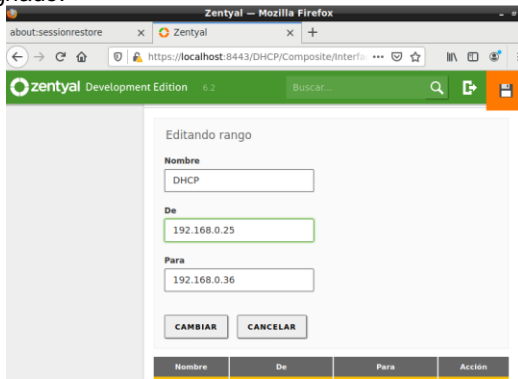 Zentyal — Mozilla Firefox
about:sessionrestore × Zentyal × +
https://localhost:8443/DHCP/Composite/Interfa ···
zentyal Development Edition 6.2 Buscar...
Editando rango
Nombre
DHCP
De
192.168.0.25
Para
192.168.0.36
CAMBIAR CANCELAR
Nombre De Para Acción